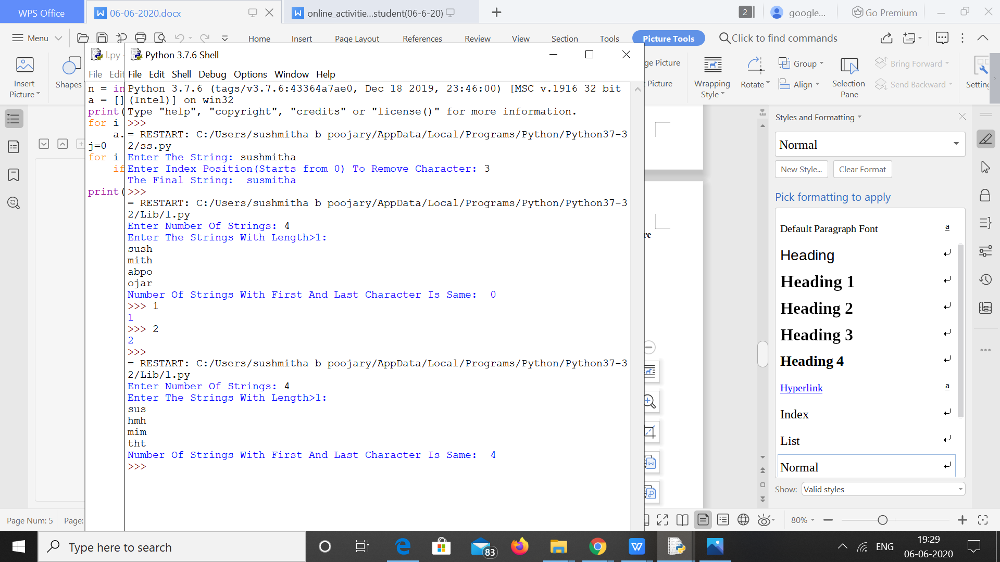 WPS Office
06-06-2020.docx
online_activitie...student(06-6-20)
2
google...
Go Premium
Menu
Home
Insert
Page Layout
References
Review
View
Section
Tools
Picture Tools
Click to find commands
Insert
Picture
Shapes
ge Picture
Picture
Wrapping
Style
Rotate
Group
Align
Selection
Pane
Bring Forward
Send Backward
Setting
l.py
File Edit
n = in
a = []
print(
for i
a.
j=0
for i
if
print(
Python 3.7.6 Shell
File Edit Shell Debug Options Window Help
Python 3.7.6 (tags/v3.7.6:43364a7ae0, Dec 18 2019, 23:46:00) [MSC v.1916 32 bit
(Intel)] on win32
Type "help", "copyright", "credits" or "license()" for more information.
>>>
= RESTART: C:/Users/sushmitha b poojary/AppData/Local/Programs/Python/Python37-3
2/ss.py
Enter The String: sushmitha
Enter Index Position(Starts from 0) To Remove Character: 3
The Final String:  susmitha
>>>
= RESTART: C:/Users/sushmitha b poojary/AppData/Local/Programs/Python/Python37-3
2/Lib/l.py
Enter Number Of Strings: 4
Enter The Strings With Length>1:
sush
mith
abpo
ojar
Number Of Strings With First And Last Character Is Same:  0
>>> 1
1
>>> 2
2
>>>
= RESTART: C:/Users/sushmitha b poojary/AppData/Local/Programs/Python/Python37-3
2/Lib/l.py
Enter Number Of Strings: 4
Enter The Strings With Length>1:
sus
hmh
mim
tht
Number Of Strings With First And Last Character Is Same:  4
>>>
re
Styles and Formatting
Normal
New Style...
Clear Format
Pick formatting to apply
Default Paragraph Font a
Heading
Heading 1
Heading 2
Heading 3
Heading 4
Hyperlink a
Index
List
Normal
Show: Valid styles
Page Num: 5
Page:
80%
Type here to search
83
ENG
19:29
06-06-2020